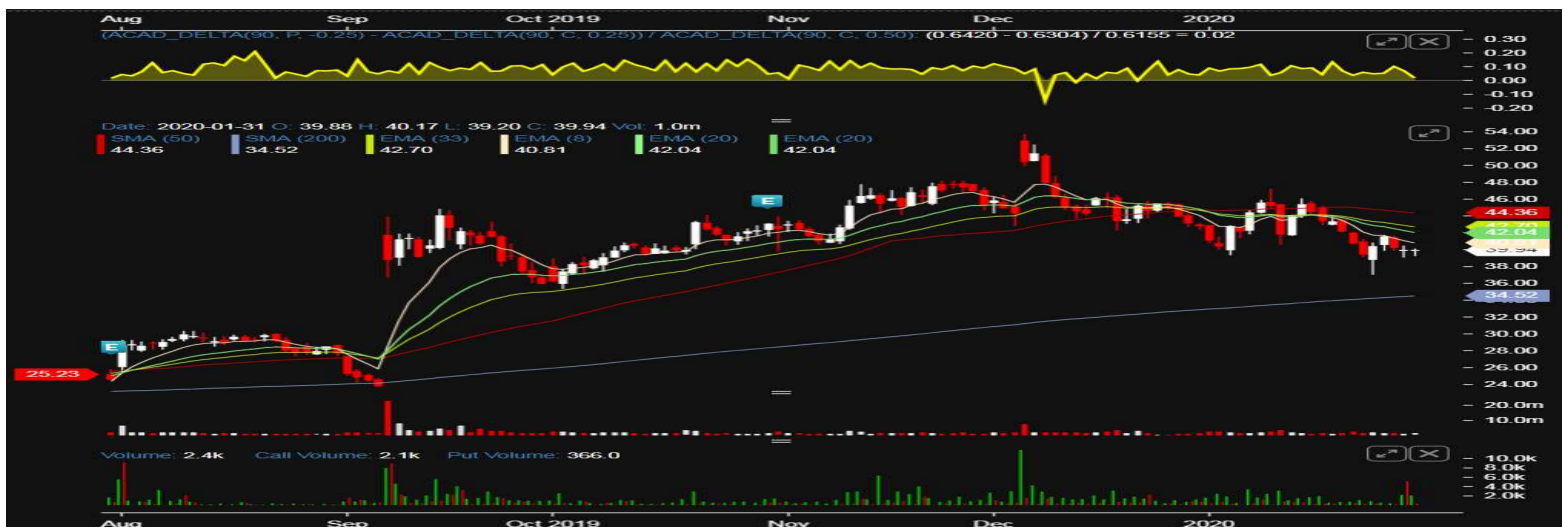 Aug Sep Oct 2019 Nov Dec 2020
(ACAD_DELTA(90, P, -0.25) - ACAD_DELTA(90, C, 0.25)) / ACAD_DELTA(90, C, 0.50): (0.6420 - 0.6304) / 0.6155 = 0.02
0.30
0.20
0.10
0.00
-0.10
-0.20
Date: 2020-01-31 O: 39.88 H: 40.17 L: 39.20 C: 39.94 Vol: 1.0m
SMA (50) SMA (200) EMA (33) EMA (8) EMA (20) EMA (20)
44.36 34.52 42.70 40.81 42.04 42.04
54.00
52.00
50.00
48.00
46.00
E
44.36
42.70
42.04
39.94
38.00
36.00
34.52
32.00
30.00
E
28.00
26.00
25.23
24.00
20.0m
10.0m
Volume: 2.4k Call Volume: 2.1k Put Volume: 366.0
10.0k
8.0k
6.0k
4.0k
2.0k
Aug Sep Oct 2019 Nov Dec 2020